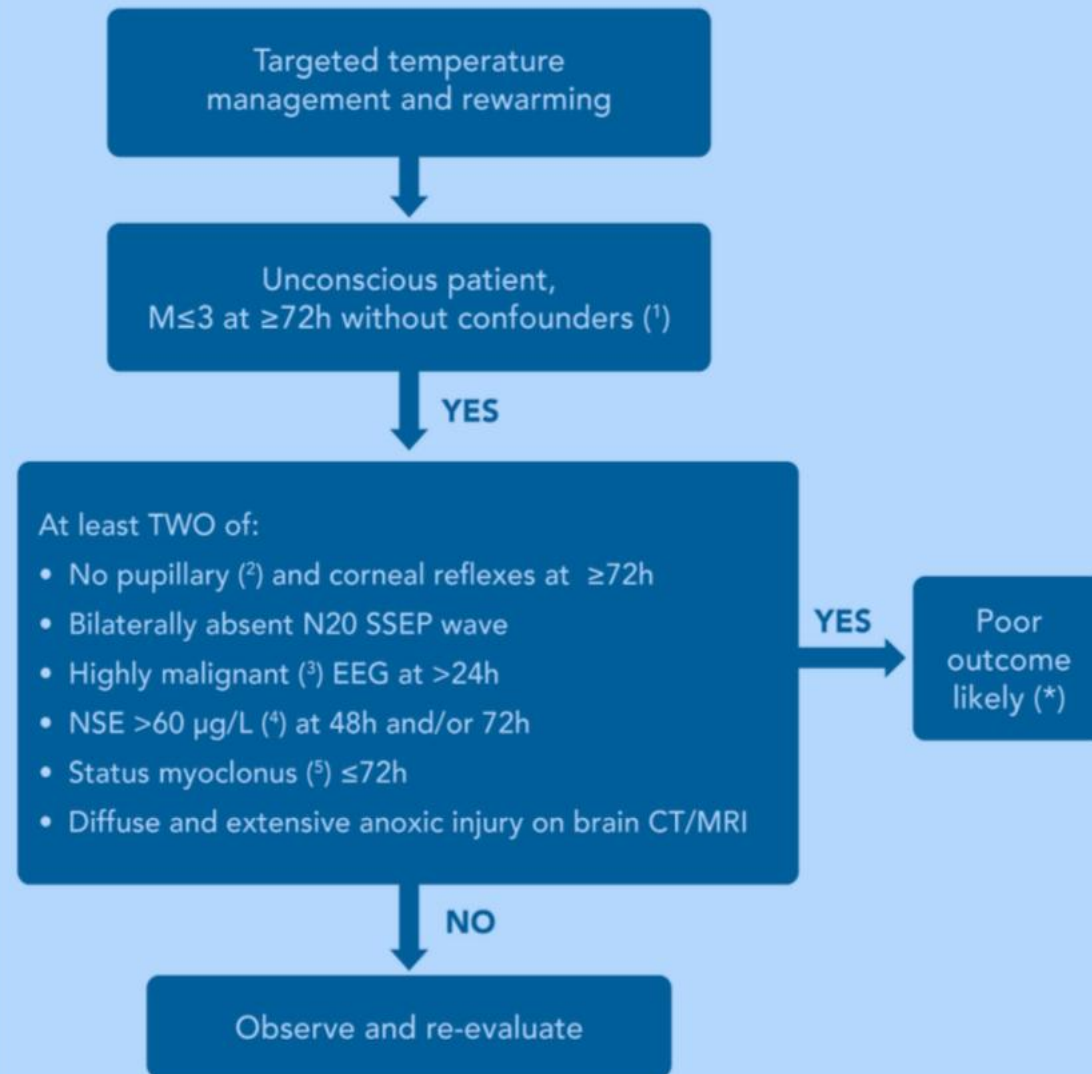 Targeted temperature
management and rewarming
Unconscious patient,
M≤3 at ≥72h without confounders (¹)
YES
At least TWO of:
• No pupillary (²) and corneal reflexes at ≥72h
• Bilaterally absent N20 SSEP wave
• Highly malignant (³) EEG at >24h
• NSE >60 µg/L (⁴) at 48h and/or 72h
• Status myoclonus (⁵) ≤72h
• Diffuse and extensive anoxic injury on brain CT/MRI
YES
Poor
outcome
likely (*)
NO
Observe and re-evaluate